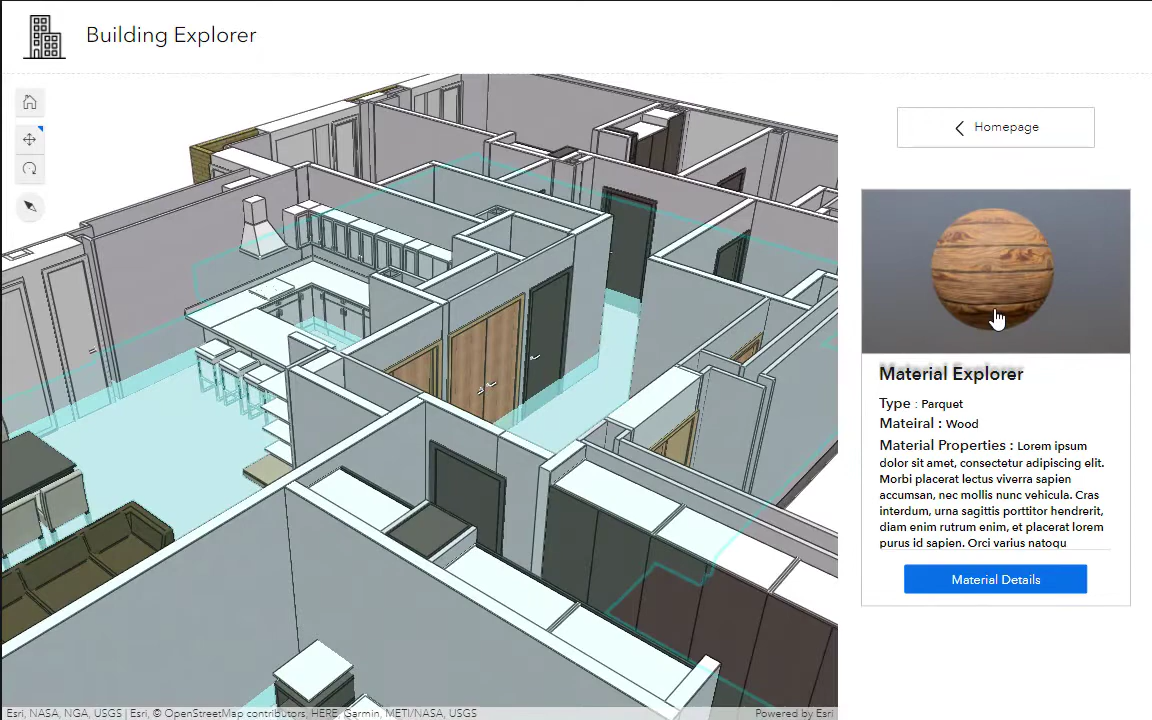 Building Explorer
Homepage
Material Explorer
Type : Parquet
Mateiral : Wood
Material Properties : Lorem ipsum
dolor sit amet, consectetur adipiscing elit.
Morbi placerat lectus viverra sapien
accumsan, nec mollis nunc vehicula. Cras
interdum, urna sagittis porttitor hendrerit,
diam enim rutrum enim, et placerat lorem
purus id sapien. Orci varius natoqu
Material Details
Esri, NASA, NGA, USGS | Esri, © OpenStreetMap contributors, HERE, Garmin, METI/NASA, USGS
Powered by Esri